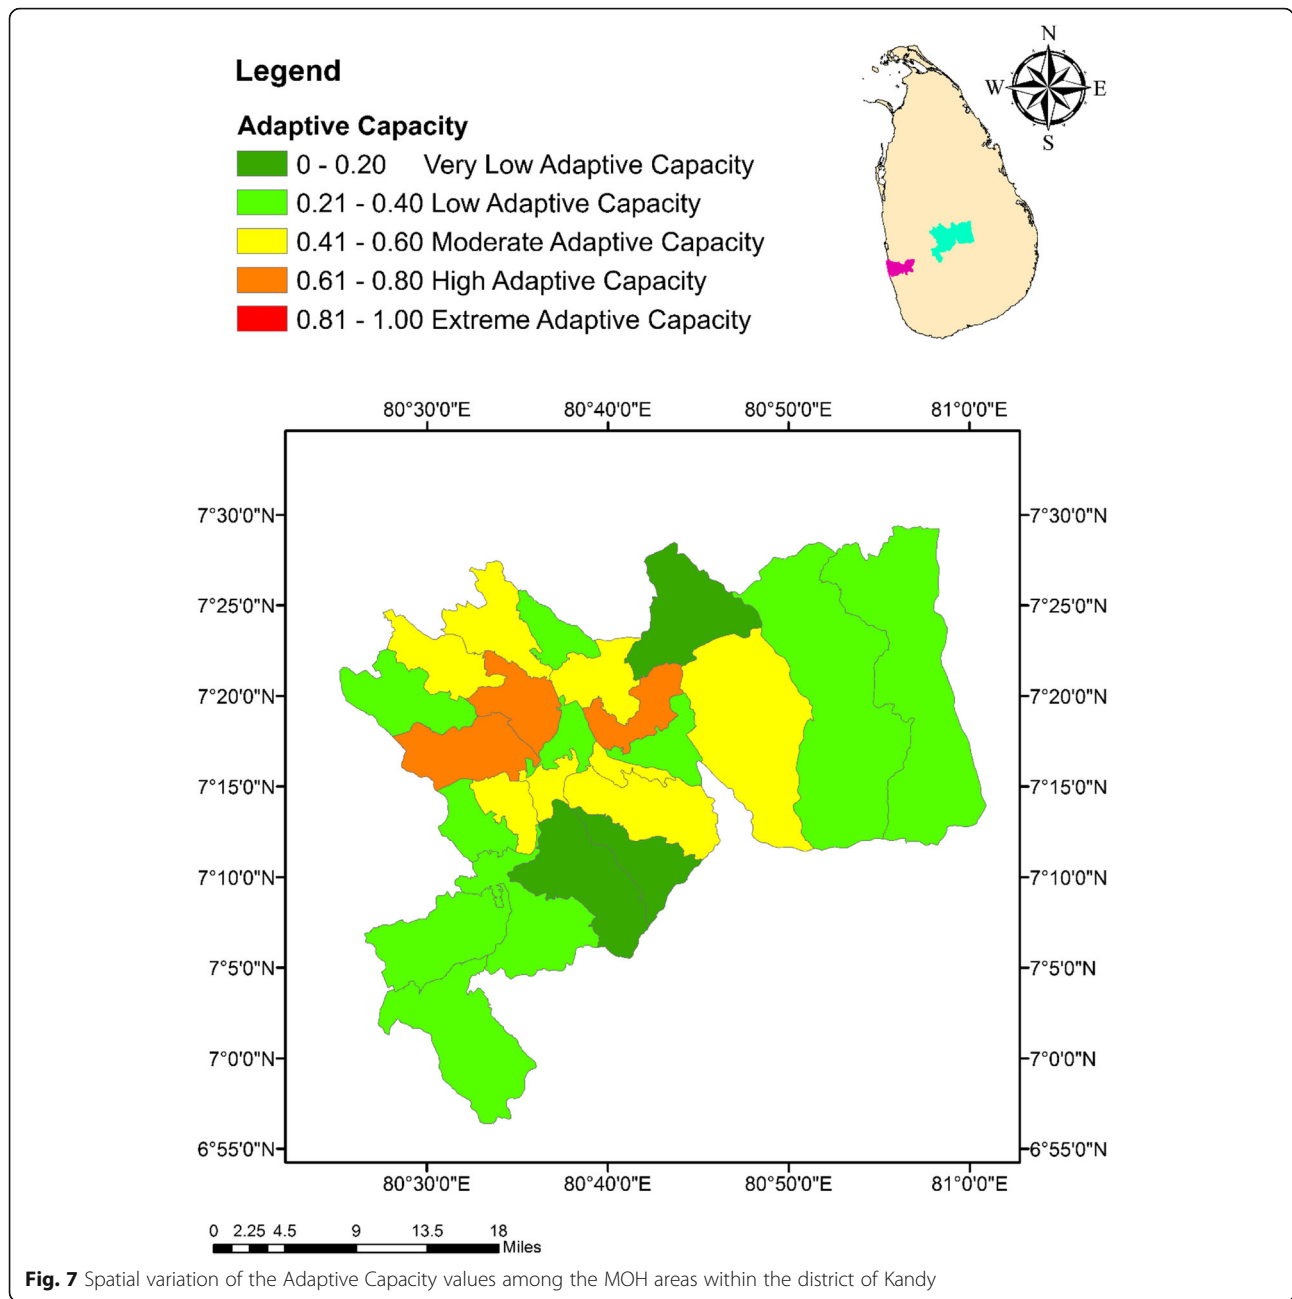 Legend
N
W E
S
Adaptive Capacity
0 - 0.20 Very Low Adaptive Capacity
0.21 - 0.40 Low Adaptive Capacity
0.41 - 0.60 Moderate Adaptive Capacity
0.61 - 0.80 High Adaptive Capacity
0.81 - 1.00 Extreme Adaptive Capacity
80°30'0"E 80°40'0"E 80°50'0"E 81°0'0"E
7°30'0"N 7°30'0"N
7°25'0"N 7°25'0"N
7°20'0"N 7°20'0"N
7°15'0"N 7°15'0"N
7°10'0"N 7°10'0"N
7°5'0"N 7°5'0"N
7°0'0"N 7°0'0"N
6°55'0"N 6°55'0"N
80°30'0"E 80°40'0"E 80°50'0"E 81°0'0"E
0 2.25 4.5 9 13.5 18
Miles
Fig. 7 Spatial variation of the Adaptive Capacity values among the MOH areas within the district of Kandy